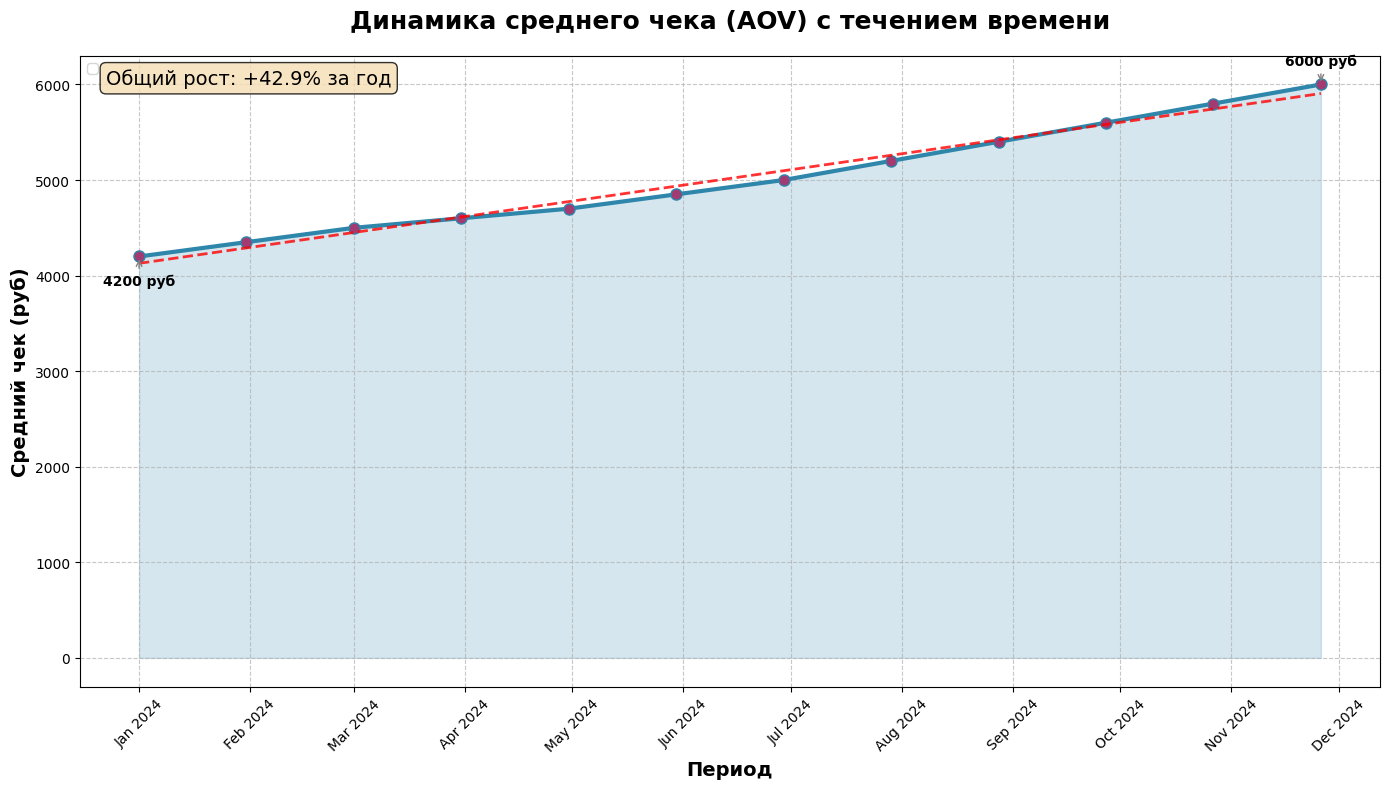 Динамика среднего чека (AOV) с течением времени
Общий рост: +42.9% за год
6000 руб
4200 руб
Средний чек (руб)
6000
5000
4000
3000
2000
1000
0
Jan 2024
Feb 2024
Mar 2024
Apr 2024
May 2024
Jun 2024
Jul 2024
Aug 2024
Sep 2024
Oct 2024
Nov 2024
Dec 2024
Период